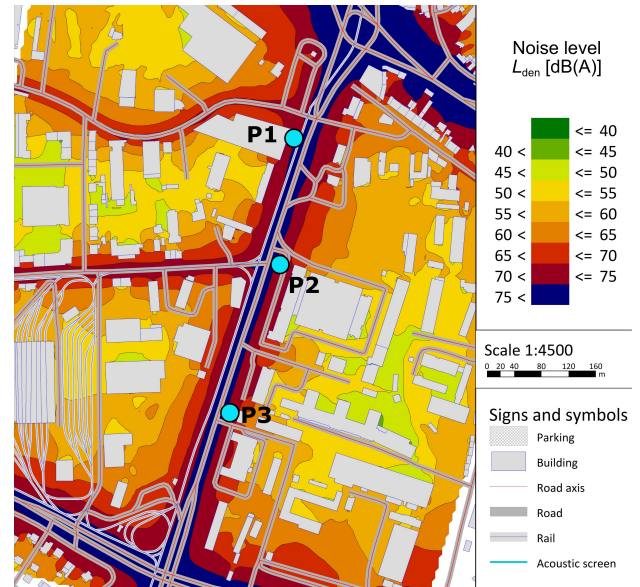 P1
P2
P3
Noise level
Lden [dB(A)]
<= 40
40 < <= 45
45 < <= 50
50 < <= 55
55 < <= 60
60 < <= 65
65 < <= 70
70 < <= 75
75 <
Scale 1:4500
0 20 40 80 120 160
m
Signs and symbols
Parking
Building
Road axis
Road
Rail
Acoustic screen